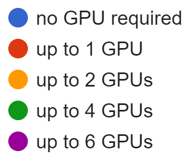 no GPU required
up to 1 GPU
up to 2 GPUs
up to 4 GPUs
up to 6 GPUs